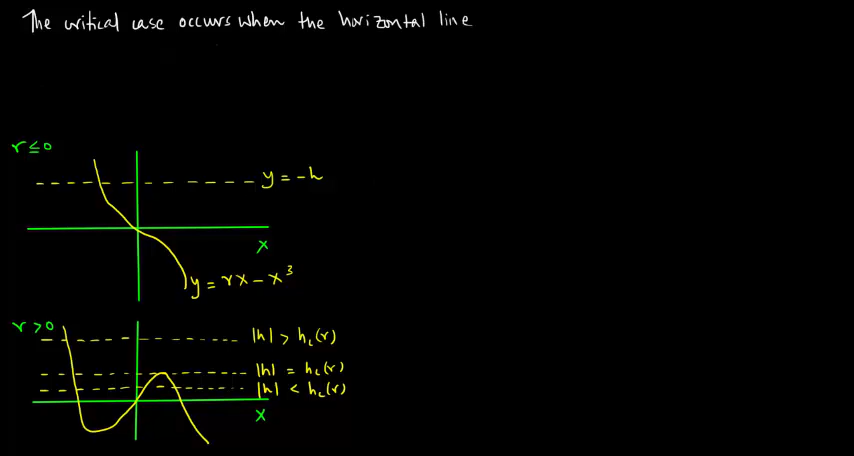 The critical case occurs when the horizontal line
r ≤ 0
y = -h
x
y = rx - x³
r > 0
|h| > h_c(r)
|h| = h_c(r)
|h| < h_c(r)
x